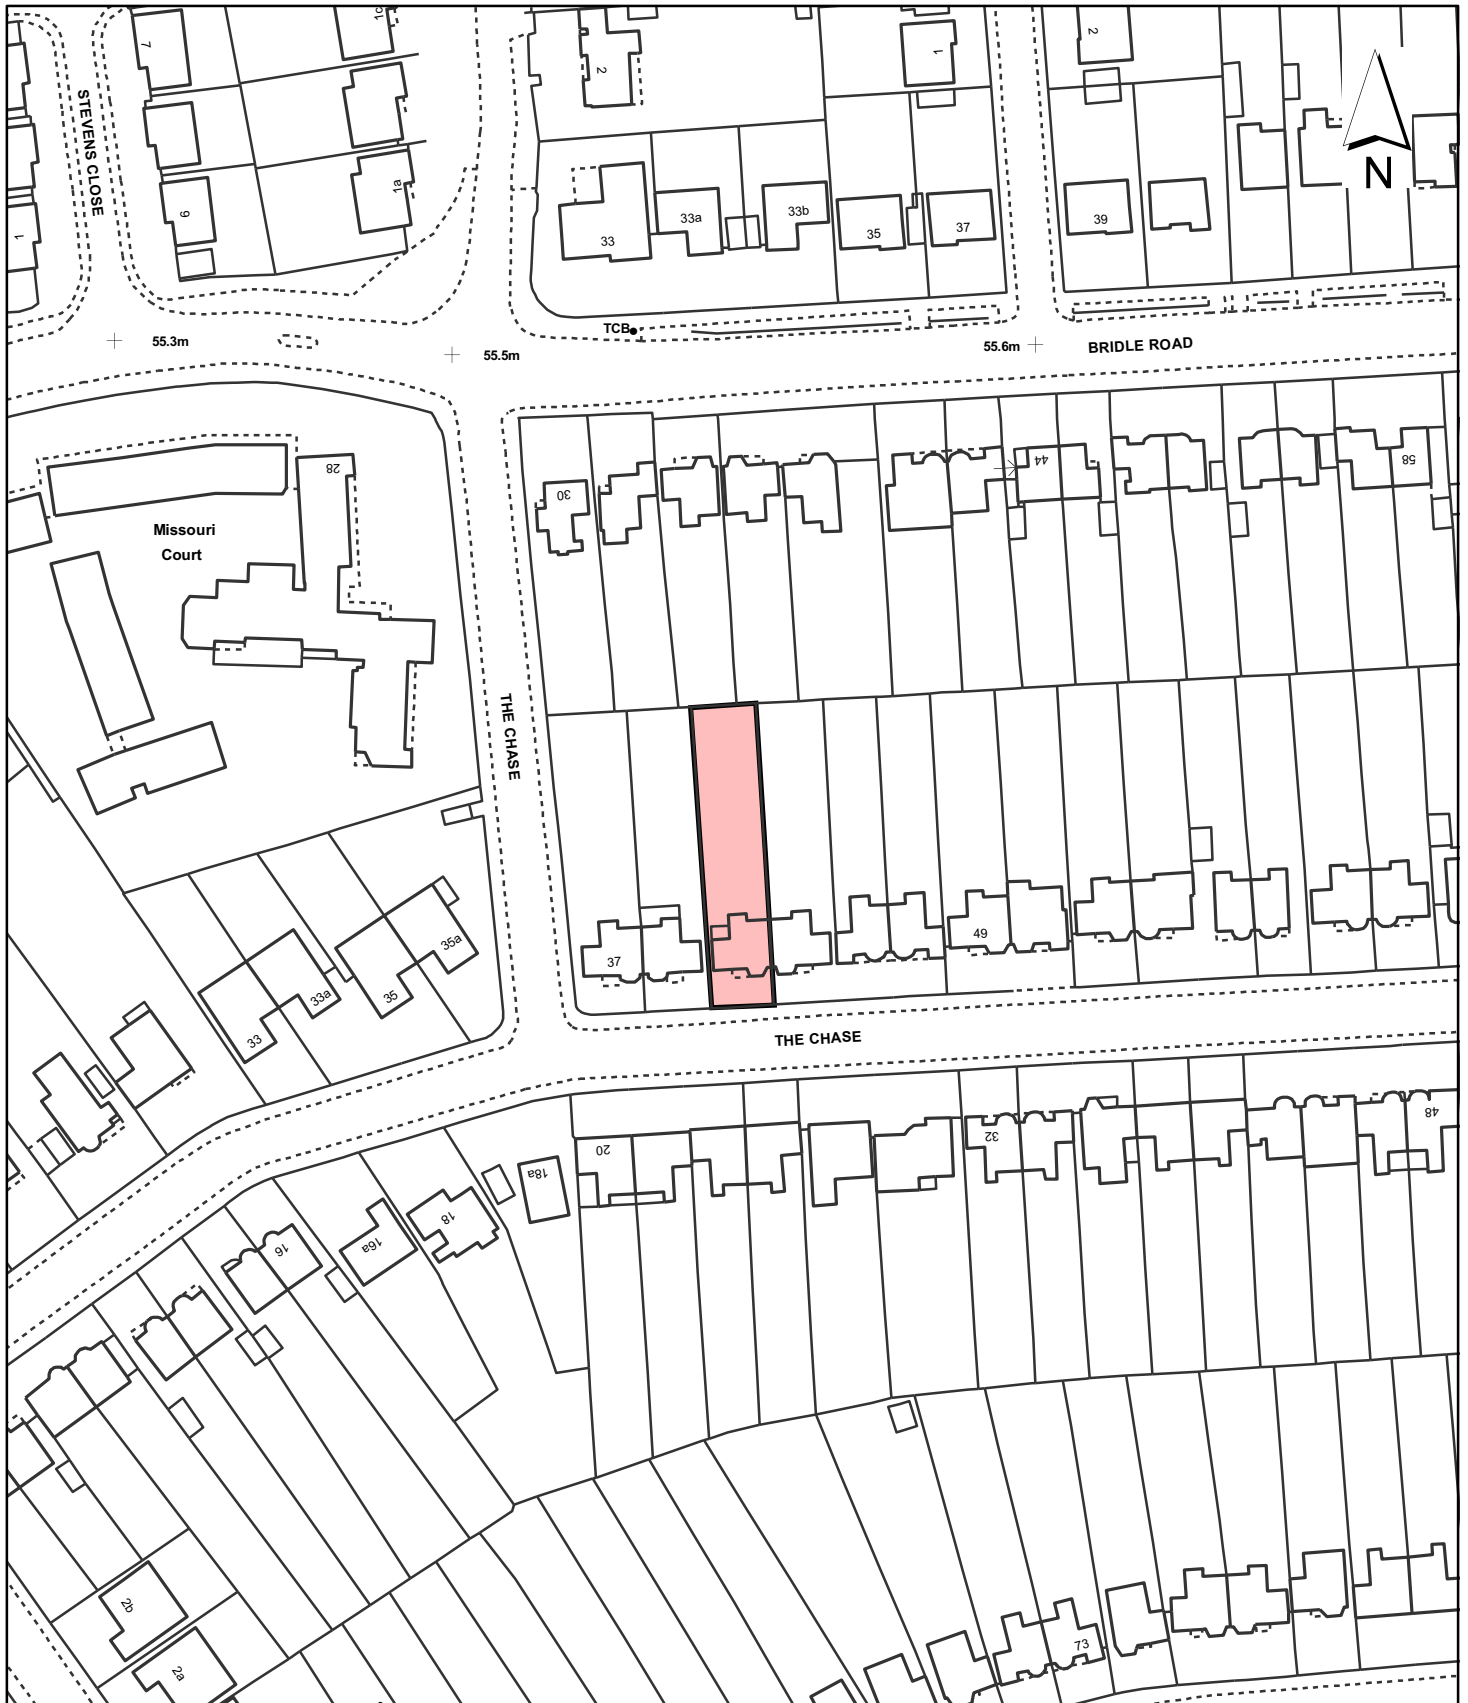 7
1c
2
1
2
STEVENS CLOSE
1a
9
1
33
33a
33b
35
37
39
N
TCB
55.3m
55.5m
55.6m
BRIDLE ROAD
28
30
44
58
Missouri
Court
THE CHASE
37
49
35a
33a
35
33
THE CHASE
20
32
48
18a
18
16a
16
2b
2a
73